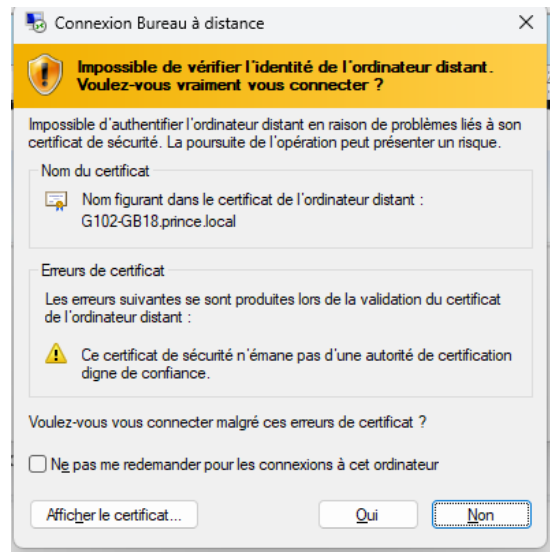 Connexion Bureau à distance
Impossible de vérifier l'identité de l'ordinateur distant.
Voulez-vous vraiment vous connecter ?
Impossible d'authentifier l'ordinateur distant en raison de problèmes liés à son
certificat de sécurité. La poursuite de l'opération peut présenter un risque.
Nom du certificat
Nom figurant dans le certificat de l'ordinateur distant :
G102-GB18.prince.local
Erreurs de certificat
Les erreurs suivantes se sont produites lors de la validation du certificat
de l'ordinateur distant :
Ce certificat de sécurité n'émane pas d'une autorité de certification
digne de confiance.
Voulez-vous vous connecter malgré ces erreurs de certificat ?
Ne pas me redemander pour les connexions à cet ordinateur
Afficher le certificat... Oui Non